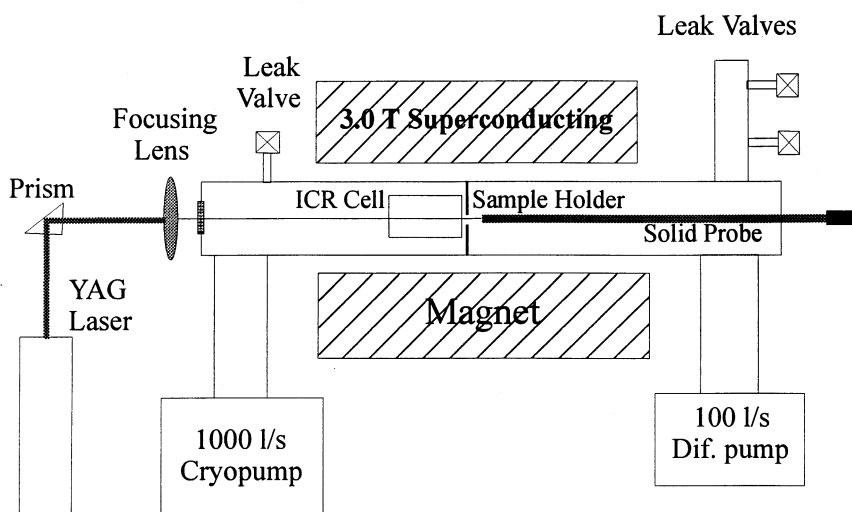 Leak Valves
Leak
Valve
3.0 T Superconducting
Focusing
Lens
Prism
ICR Cell
Sample Holder
Solid Probe
YAG
Laser
Magnet
1000 l/s
Cryopump
100 l/s
Dif. pump